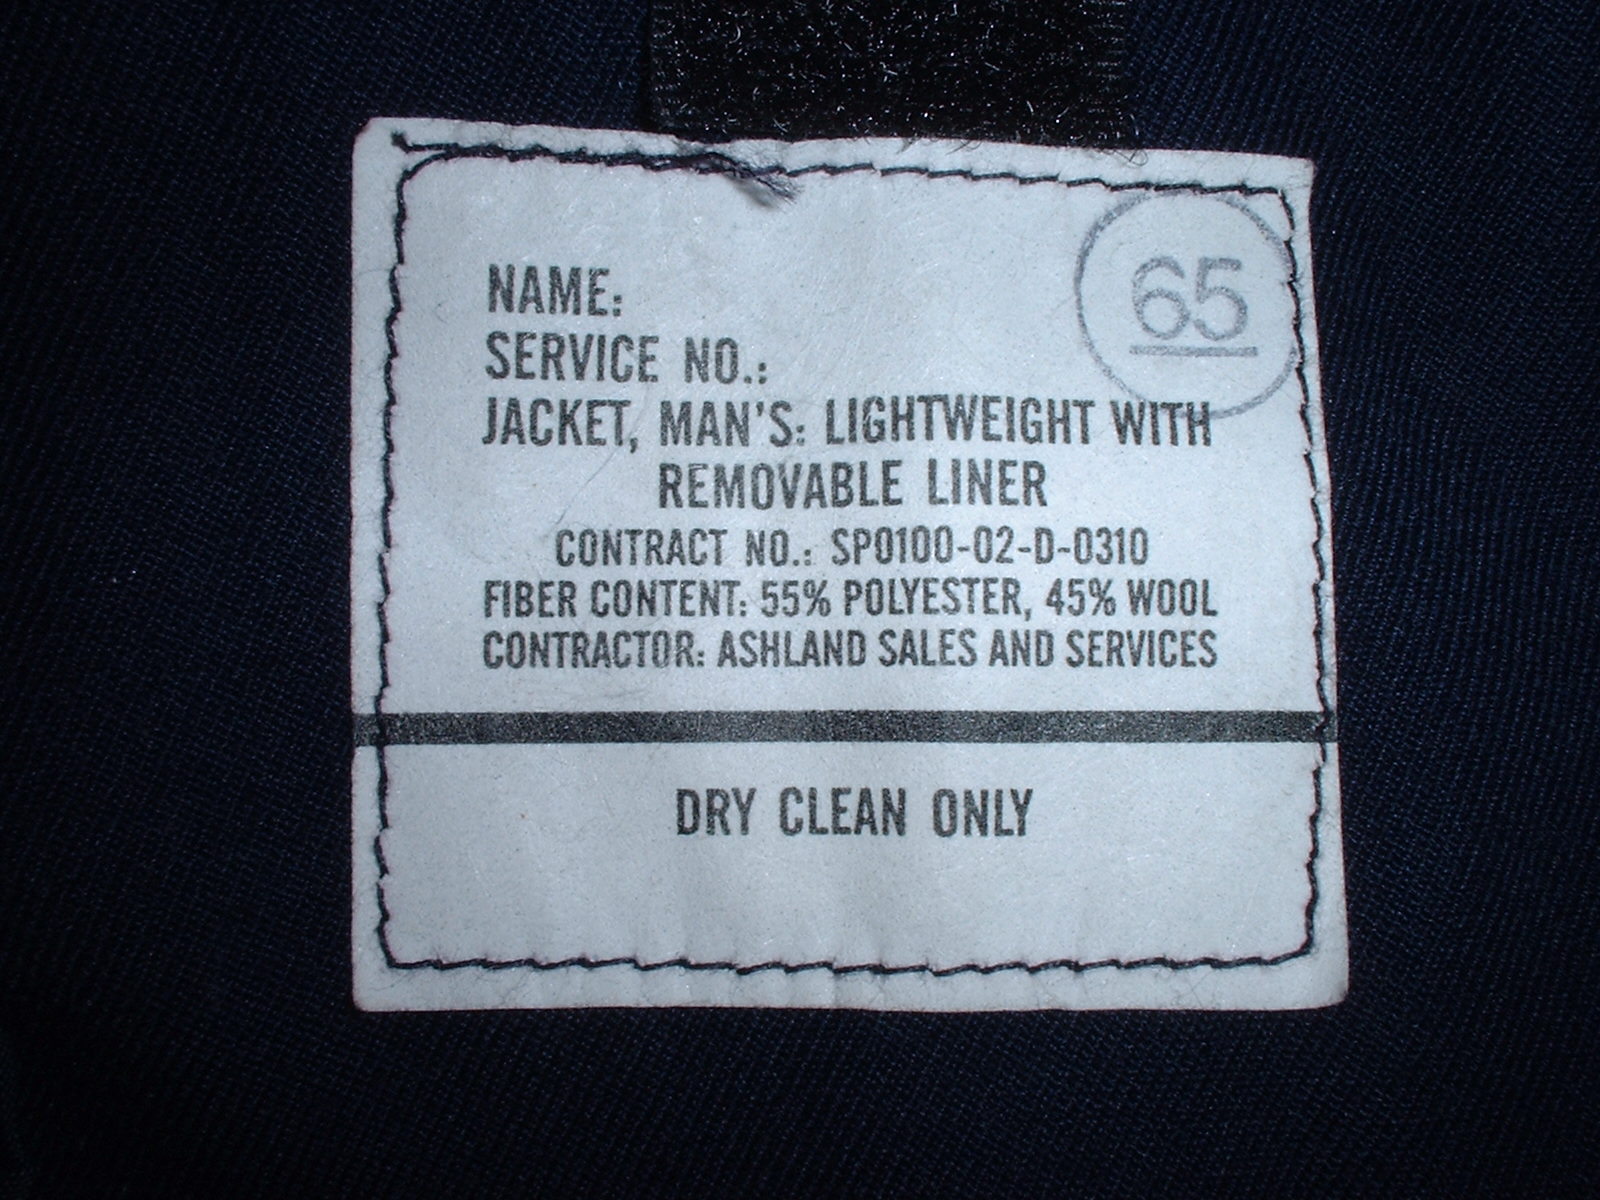 65
NAME:
SERVICE NO.:
JACKET, MAN'S: LIGHTWEIGHT WITH
REMOVABLE LINER
CONTRACT NO.: SP0100-02-D-0310
FIBER CONTENT: 55% POLYESTER, 45% WOOL
CONTRACTOR: ASHLAND SALES AND SERVICES
DRY CLEAN ONLY